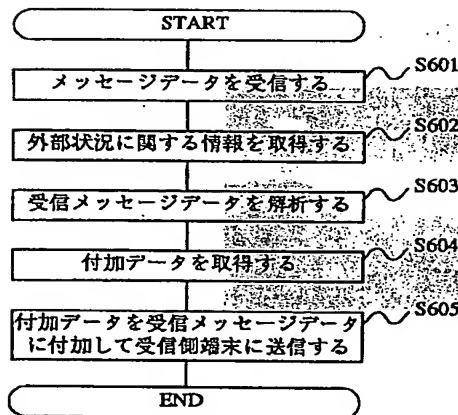 START
S601
メッセージデータを受信する
S602
外部状況に関する情報を取得する
S603
受信メッセージデータを解析する
S604
付加データを取得する
S605
付加データを受信メッセージデータ
に付加して受信側端末に送信する
END